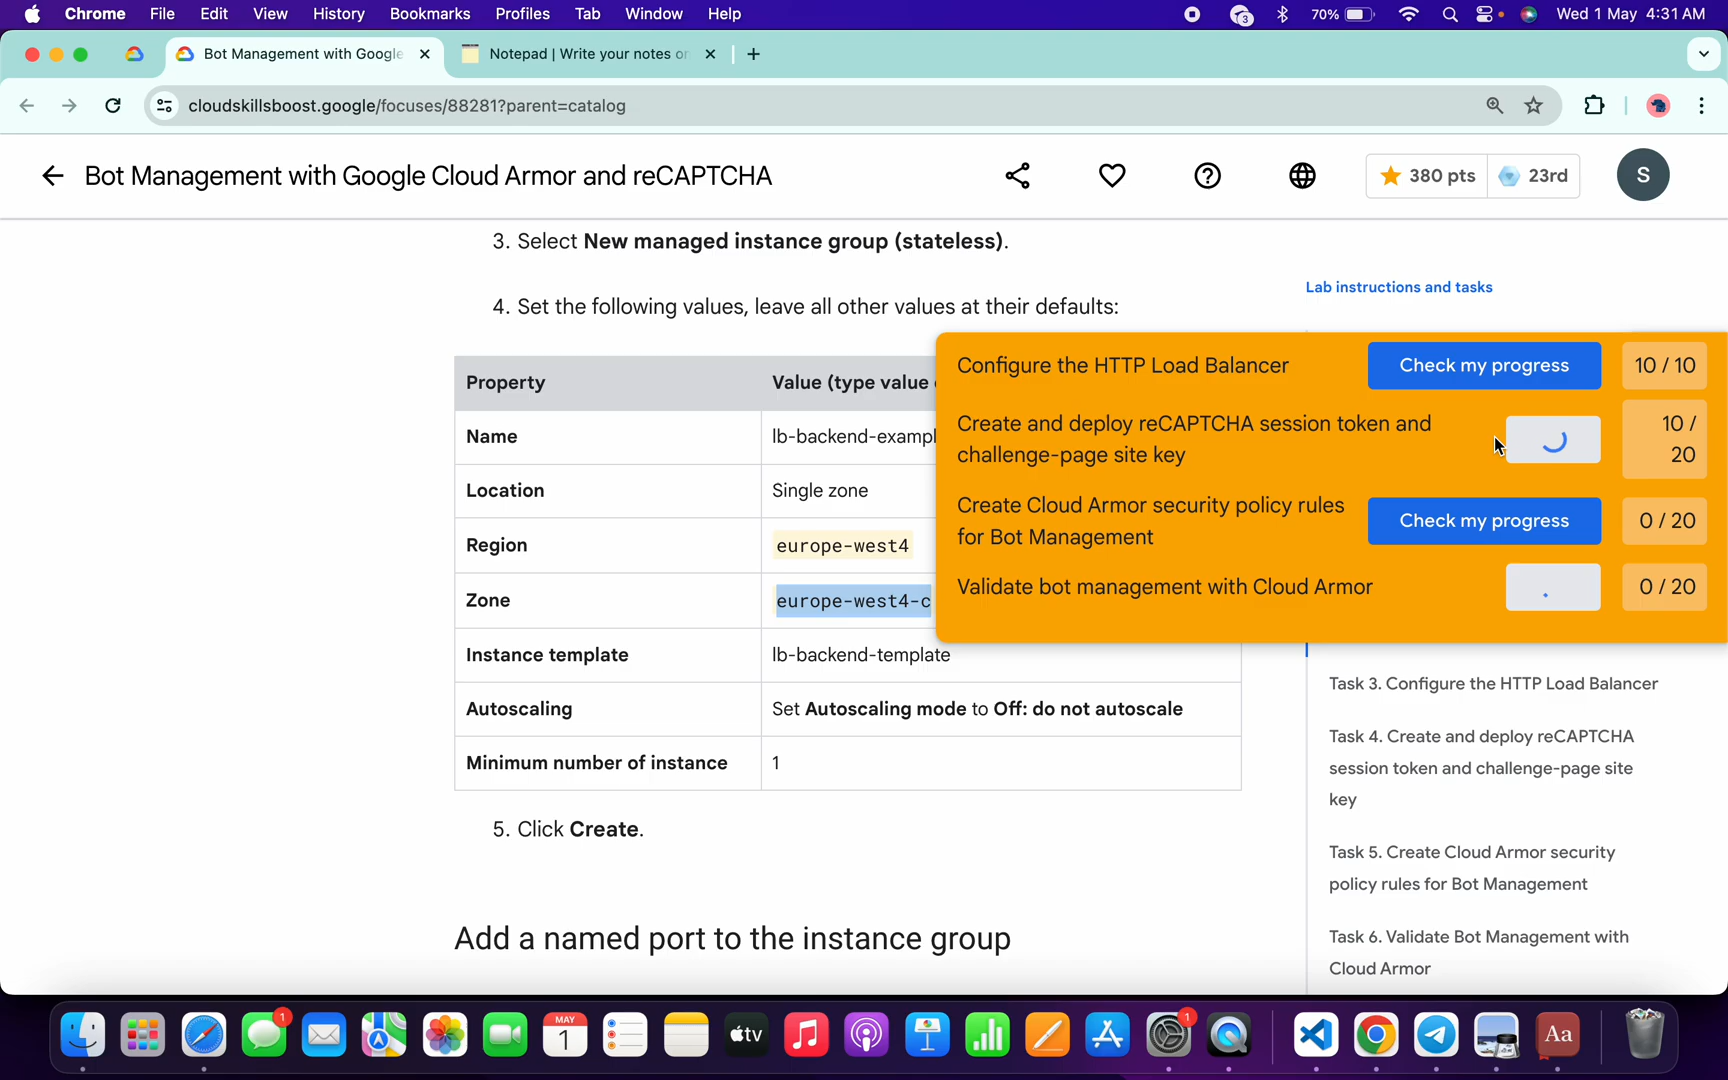 Chrome File Edit View History Bookmarks Profiles Tab Window Help 3 70% Wed 1 May 4:31 AM
Bot Management with Google Notepad | Write your notes on
cloudskillsboost.google/focuses/88281?parent=catalog
Bot Management with Google Cloud Armor and reCAPTCHA 380 pts 23rd S
3. Select New managed instance group (stateless).
Lab instructions and tasks
4. Set the following values, leave all other values at their defaults:
Configure the HTTP Load Balancer Check my progress 10 / 10
Property Value (type value
Create and deploy reCAPTCHA session token and 10 /
challenge-page site key 20
Name lb-backend-exampl
Location Single zone
Create Cloud Armor security policy rules Check my progress 0 / 20
for Bot Management
Region europe-west4
Validate bot management with Cloud Armor 0 / 20
Zone europe-west4-c
Instance template lb-backend-template
Task 3. Configure the HTTP Load Balancer
Autoscaling Set Autoscaling mode to Off: do not autoscale
Task 4. Create and deploy reCAPTCHA
session token and challenge-page site
key
Minimum number of instance 1
5. Click Create.
Task 5. Create Cloud Armor security
policy rules for Bot Management
Add a named port to the instance group
Task 6. Validate Bot Management with
Cloud Armor
1 MAY 1 tv 1 Aa